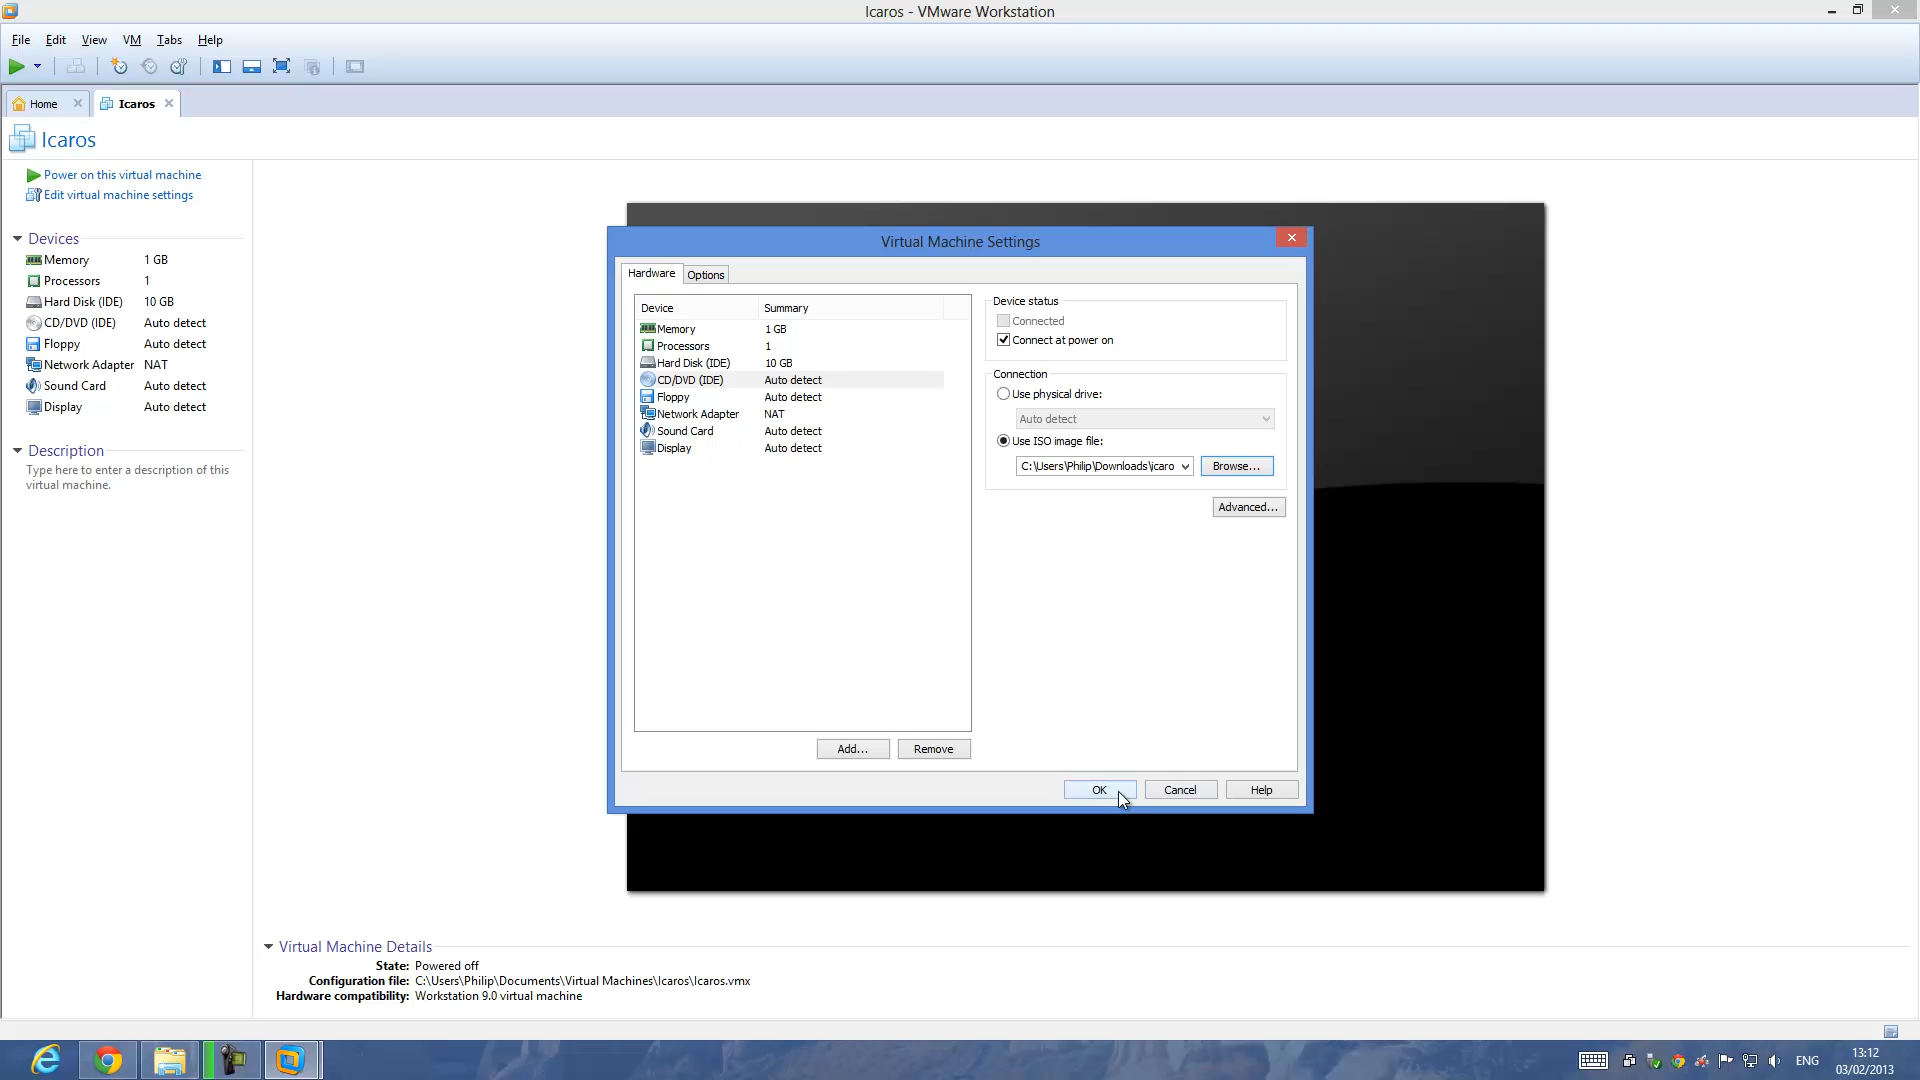 Icaros - VMware Workstation
File Edit View VM Tabs Help
Home Icaros
Icaros
Power on this virtual machine
Edit virtual machine settings
Devices
Memory 1 GB
Processors 1
Hard Disk (IDE) 10 GB
CD/DVD (IDE) Auto detect
Floppy Auto detect
Network Adapter NAT
Sound Card Auto detect
Display Auto detect
Description
Type here to enter a description of this
virtual machine.
Virtual Machine Settings
Hardware Options
Device Summary
Memory 1 GB
Processors 1
Hard Disk (IDE) 10 GB
CD/DVD (IDE) Auto detect
Floppy Auto detect
Network Adapter NAT
Sound Card Auto detect
Display Auto detect
Add... Remove
Device status
Connected
Connect at power on
Connection
Use physical drive:
Auto detect
Use ISO image file:
C:\Users\Philip\Downloads\icaro Browse...
Advanced...
OK Cancel Help
Virtual Machine Details
State: Powered off
Configuration file: C:\Users\Philip\Documents\Virtual Machines\Icaros\Icaros.vmx
Hardware compatibility: Workstation 9.0 virtual machine
ENG
13:12
03/02/2013